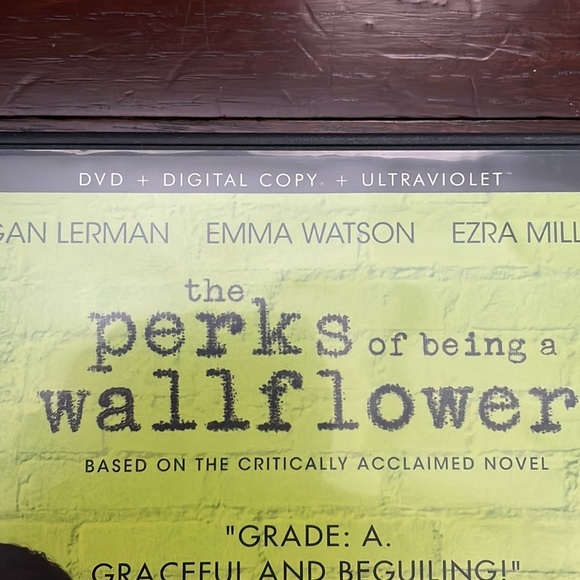 DVD + DIGITAL COPY + ULTRAVIOLET™
GAN LERMAN EMMA WATSON EZRA MILL
the
perks of being a
wallflower
BASED ON THE CRITICALLY ACCLAIMED NOVEL
"GRADE: A.
GRACEFUL AND BEGUILING!"